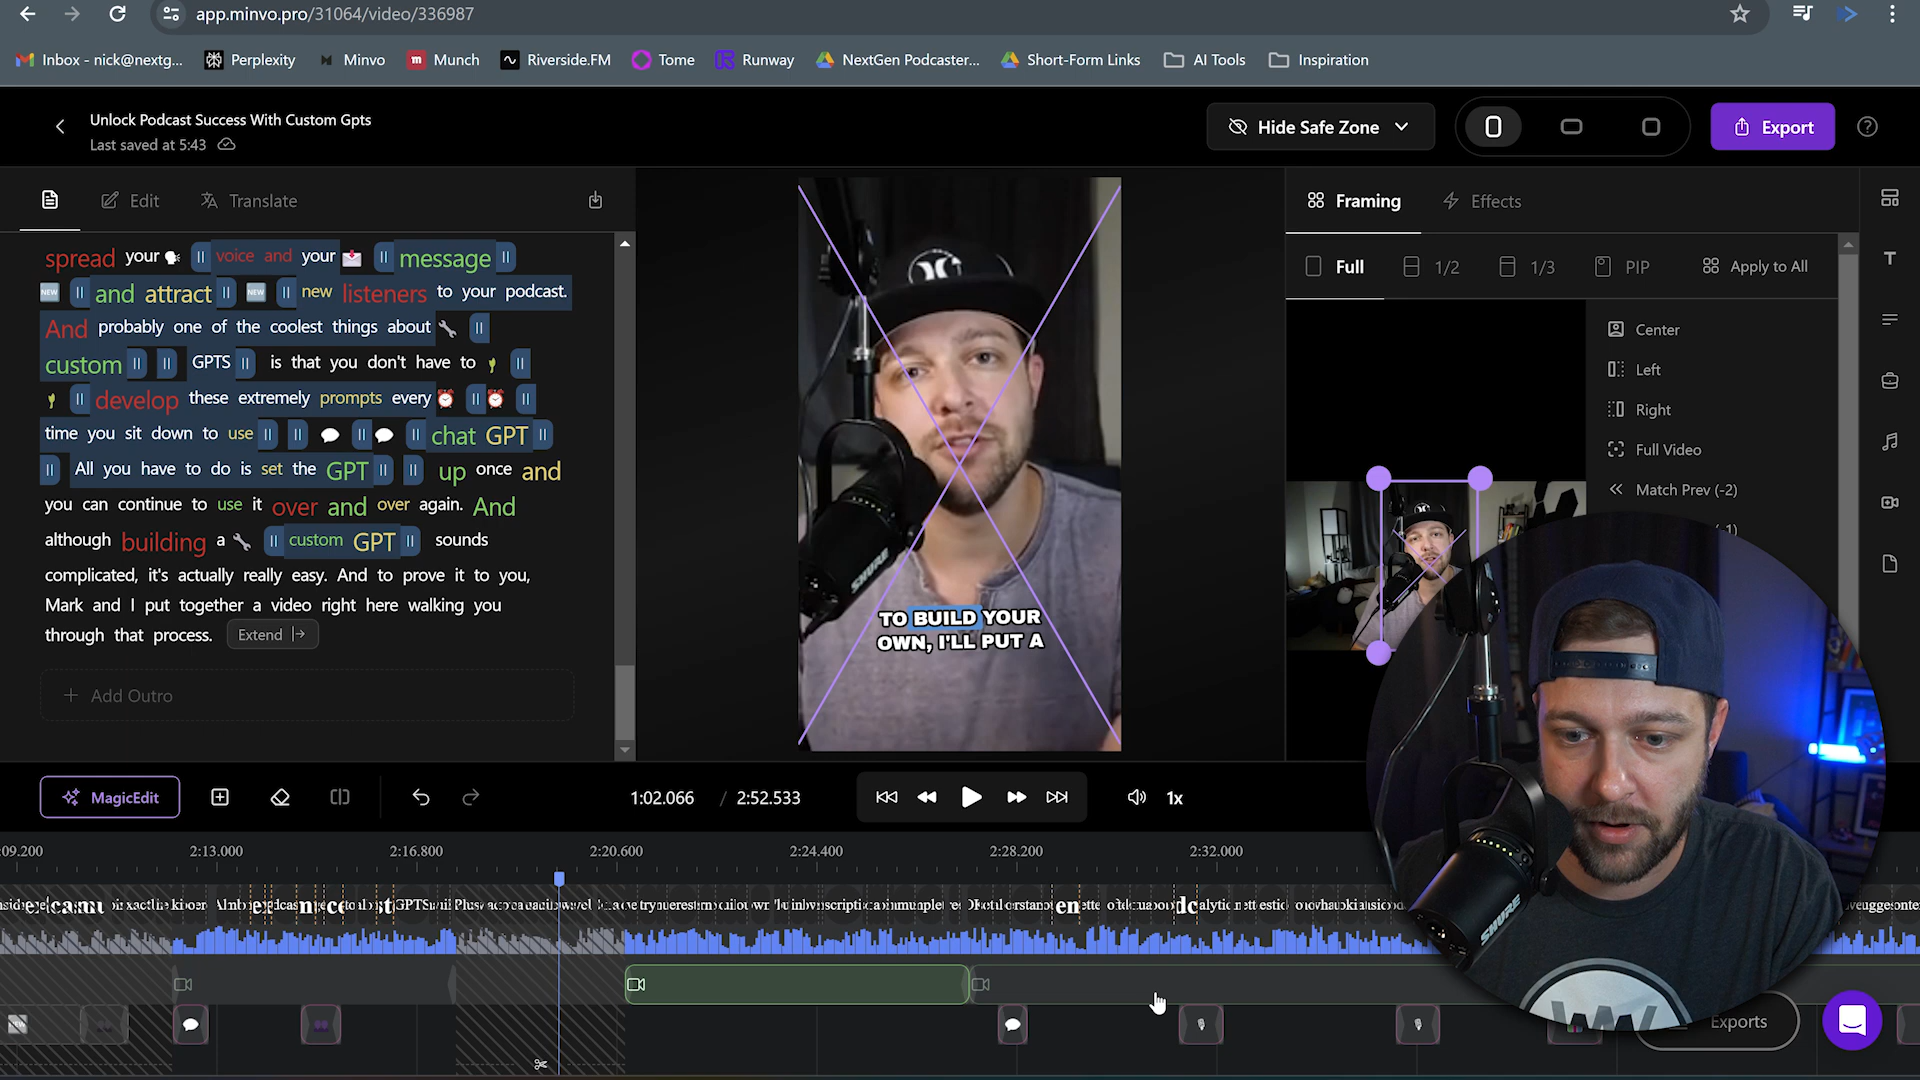 app.minvo.pro/31064/video/336987
Inbox - nick@nextg...
Perplexity
Minvo
Munch
Riverside.FM
Tome
Runway
NextGen Podcaster...
Short-Form Links
AI Tools
Inspiration
Unlock Podcast Success With Custom Gpts
Last saved at 5:43
Hide Safe Zone
Export
Edit
Translate
Framing
Effects
spread your voice and your message
NEW and attract NEW new listeners to your podcast.
And probably one of the coolest things about
custom GPTS is that you don't have to
develop these extremely prompts every
time you sit down to use chat GPT
All you have to do is set the GPT up once and
you can continue to use it over and over again. And
although building a custom GPT sounds
complicated, it's actually really easy. And to prove it to you,
Mark and I put together a video right here walking you
through that process. Extend
Add Outro
TO BUILD YOUR
OWN, I'LL PUT A
SHURE
Full
1/2
1/3
PIP
Apply to All
Center
Left
Right
Full Video
Match Prev (-2)
MagicEdit
1:02.066 / 2:52.533
1x
:09.200
2:13.000
2:16.800
2:20.600
2:24.400
2:28.200
2:32.000
SHURE
Exports